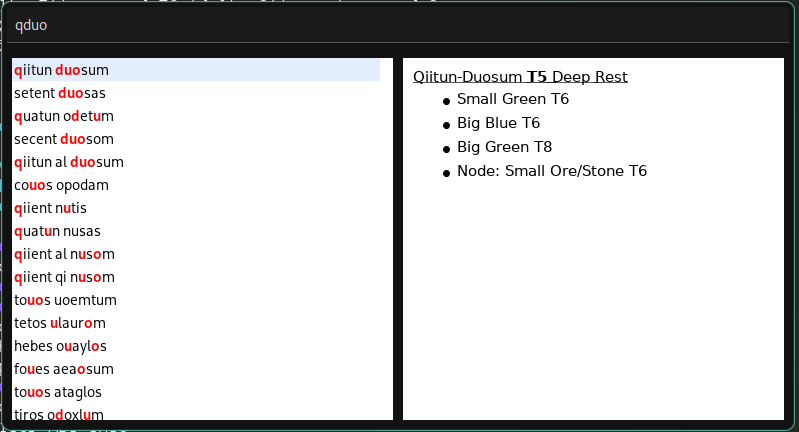 qduo
qiitun duosum
setent duosas
quatun odetum
secent duosom
qiitun al duosum
couos opodam
qiient nutis
quatun nusas
qiient al nusom
qiient qi nusom
touos uoemtum
tetos ulaurom
hebes ouaylos
foues aeaosum
touos ataglos
tiros odoxlum
Qiitun-Duosum T5 Deep Rest
● Small Green T6
● Big Blue T6
● Big Green T8
● Node: Small Ore/Stone T6